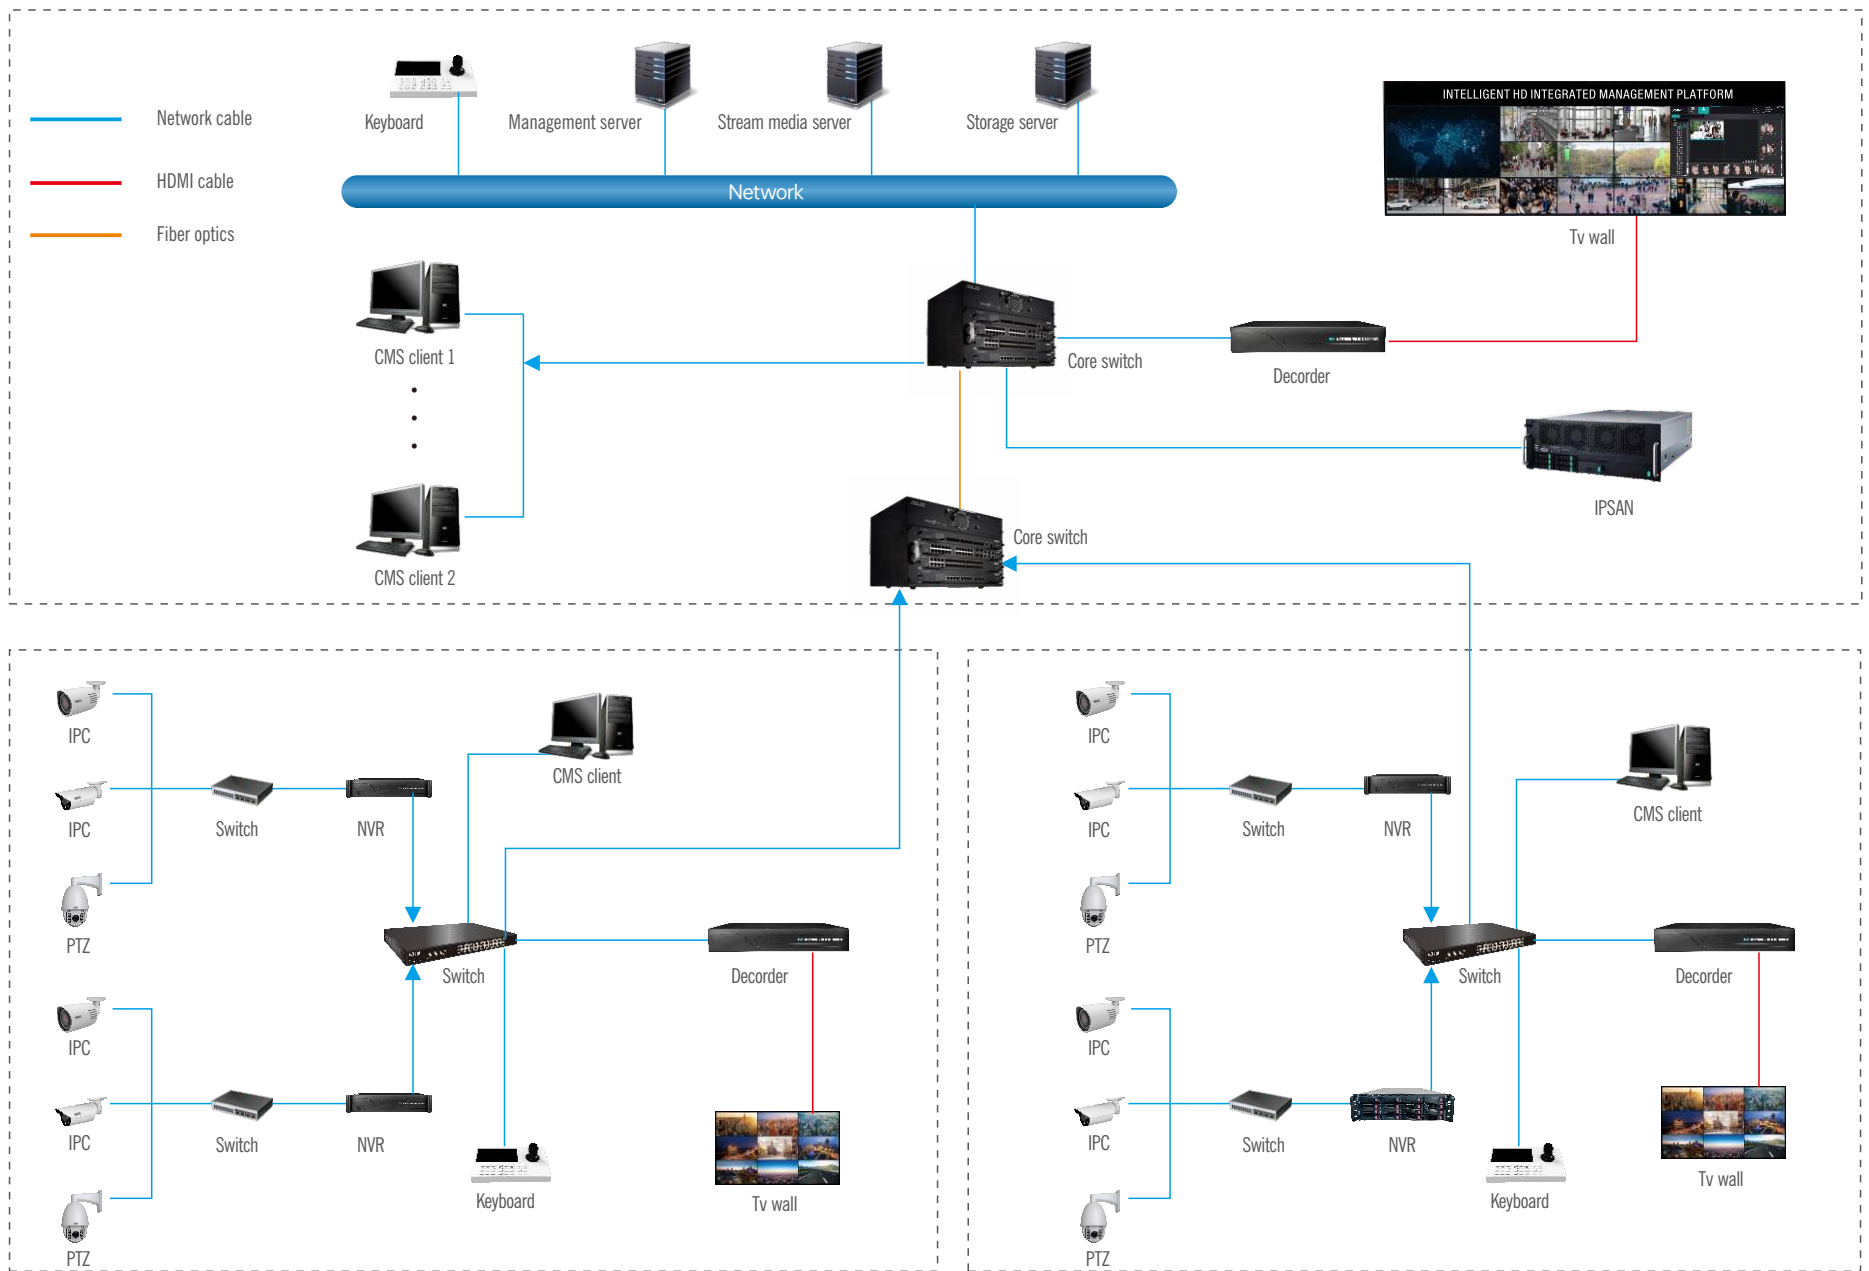 INTELLIGENT HD INTEGRATED MANAGEMENT PLATFORM
Network cable
HDMI cable
Fiber optics
Keyboard
Management server
Stream media server
Storage server
Network
Tv wall
CMS client 1
Core switch
Decorder
IPSAN
CMS client 2
Core switch
IPC
IPC
PTZ
Switch
NVR
CMS client
Switch
Decorder
IPC
IPC
PTZ
Switch
NVR
Keyboard
Tv wall
IPC
IPC
PTZ
Switch
NVR
CMS client
Switch
Decorder
IPC
IPC
PTZ
Switch
NVR
Keyboard
Tv wall